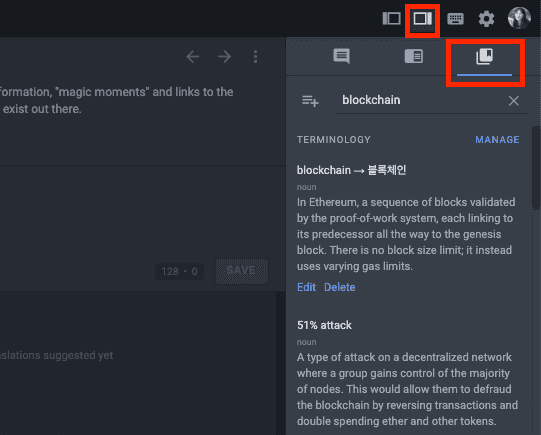 formation, "magic moments" and links to the
exist out there.
128 • 0
SAVE
nslations suggested yet
blockchain
TERMINOLOGY
MANAGE
blockchain → 블록체인
noun
In Ethereum, a sequence of blocks validated
by the proof-of-work system, each linking to
its predecessor all the way to the genesis
block. There is no block size limit; it instead
uses varying gas limits.
Edit Delete
51% attack
noun
A type of attack on a decentralized network
where a group gains control of the majority
of nodes. This would allow them to defraud
the blockchain by reversing transactions and
double spending ether and other tokens.